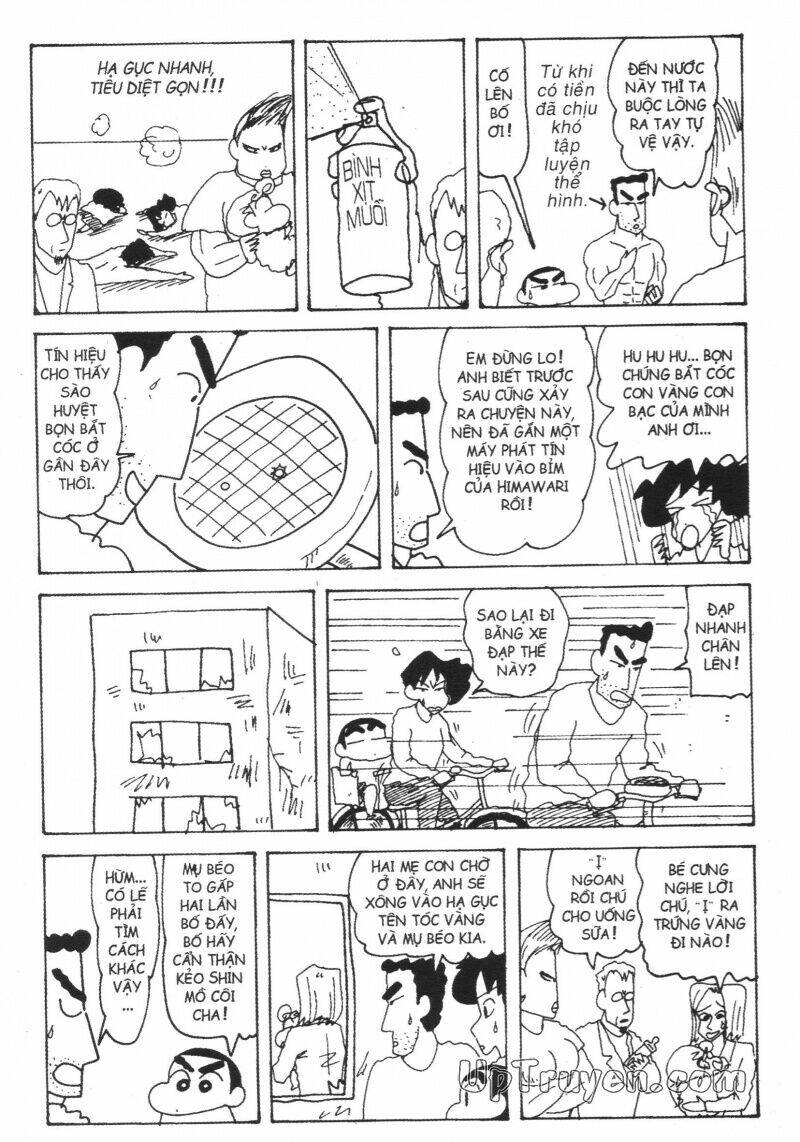 ĐẾN NƯỚC
NÀY THÌ TA
BUỘC LÒNG
RA TAY TỰ
VỆ VẬY.
Từ khi
có tiền
đã chịu
khó
tập
luyện
thể
hình.
CỐ
LÊN
BỐ
ƠI!
BÌNH
XỊT
MUỖI
HẠ GỤC NHANH,
TIÊU DIỆT GỌN!!!
HU HU HU... BỌN
CHÚNG BẮT CÓC
CON VÀNG CON
BẠC CỦA MÌNH
ANH ƠI...
EM ĐỪNG LO!
ANH BIẾT TRƯỚC
SAU CŨNG XẢY
RA CHUYỆN NÀY,
NÊN ĐÃ GẮN MỘT
MÁY PHÁT TÍN
HIỆU VÀO BỈM
CỦA HIMAWARI
RỒI!
TÍN HIỆU
CHO THẤY
SÀO
HUYỆT
BỌN BẮT
CÓC Ở
GẦN ĐÂY
THÔI.
ĐẠP
NHANH
CHÂN
LÊN!
SAO LẠI ĐI
BẰNG XE
ĐẠP THẾ
NÀY?
BÉ CƯNG
NGHE LỜI
CHÚ, "Ị" RA
TRỨNG VÀNG
ĐI NÀO!
"Ị"
NGOAN
RỒI CHÚ
CHO UỐNG
SỮA!
HAI MẸ CON CHỜ
Ở ĐÂY, ANH SẼ
XÔNG VÀO HẠ GỤC
TÊN TÓC VÀNG
VÀ MỤ BÉO KIA.
MỤ BÉO
TO GẤP
HAI LẦN
BỐ ĐẤY,
BỐ HÃY
CẨN THẬN
KẺO SHIN
MỒ CÔI
CHA!
HỪM...
CÓ LẼ
PHẢI
TÌM
CÁCH
KHÁC
VẬY
...
UpTruyen.com